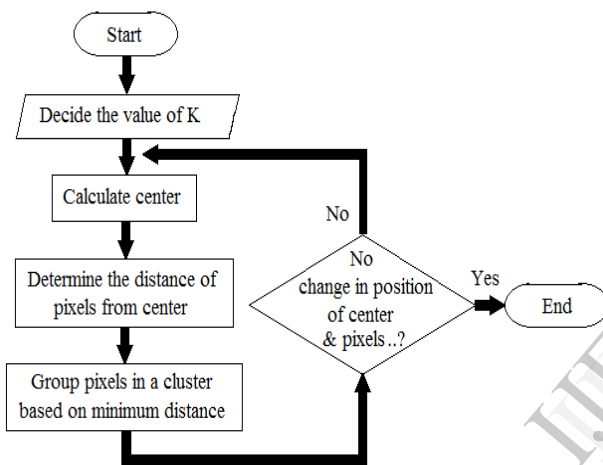 Start
Decide the value of K
Calculate center
Determine the distance of
pixels from center
Group pixels in a cluster
based on minimum distance
No
No
change in position
of center
& pixels..?
Yes
End